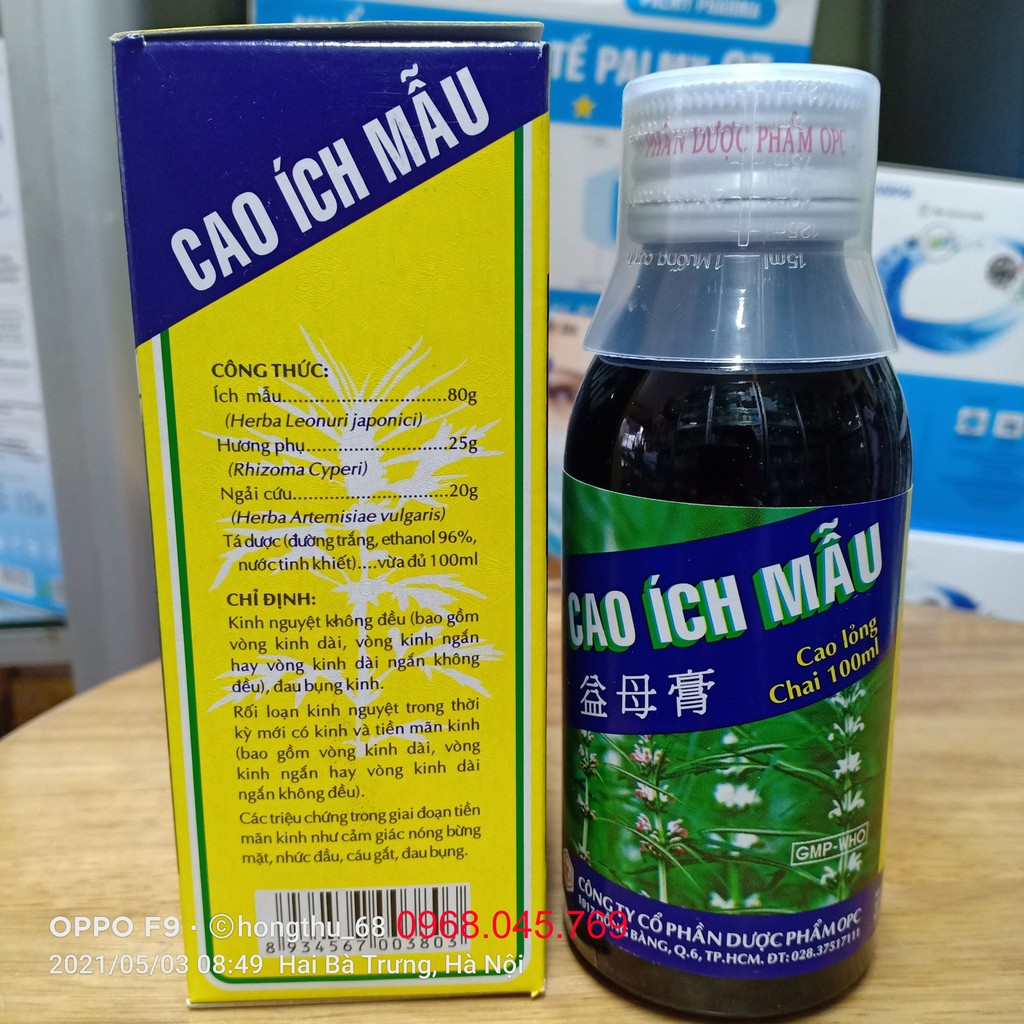 CAO ÍCH MẪU
CÔNG THỨC:
Ích mẫu..............................80g
(Herba Leonuri japonici)
Hương phụ..........................25g
(Rhizoma Cyperi)
Ngải cứu............................20g
(Herba Artemisiae vulgaris)
Tá dược (đường trắng, ethanol 96%,
nước tinh khiết)....vừa đủ 100ml
CHỈ ĐỊNH:
Kinh nguyệt không đều (bao gồm
vòng kinh dài, vòng kinh ngắn
hay vòng kinh dài ngắn không
đều), đau bụng kinh.
Rối loạn kinh nguyệt trong thời
kỳ mới có kinh và tiền mãn kinh
(bao gồm vòng kinh dài, vòng
kinh ngắn hay vòng kinh dài
ngắn không đều).
Các triệu chứng trong giai đoạn tiền
mãn kinh như cảm giác nóng bừng
mặt, nhức đầu, cáu gắt, đau bụng.
8 934567 003803
TẾ PALMY
PHẦN DƯỢC PHẨM OPC
15ml
CAO ÍCH MẪU
Cao lỏng
Chai 100ml
益母膏
GMP-WHO
CÔNG TY CỔ PHẦN DƯỢC PHẨM OPC
BÀNG, Q.6, TP.HCM. ĐT: 028.37517111
OPPO F9 · ©hongthu_68 0968.045.769
2021/05/03 08:49 Hai Bà Trưng, Hà Nội